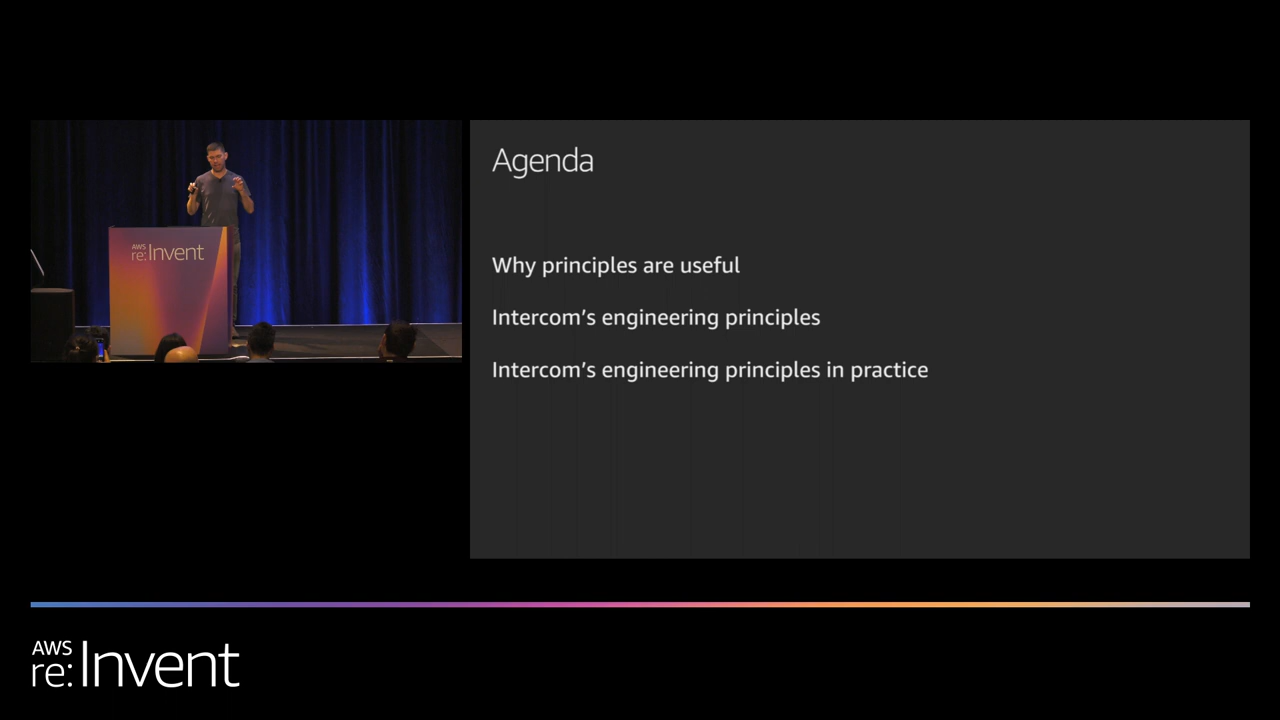 AWS
re:Invent
Agenda
Why principles are useful
Intercom's engineering principles
Intercom's engineering principles in practice
AWS
re:Invent